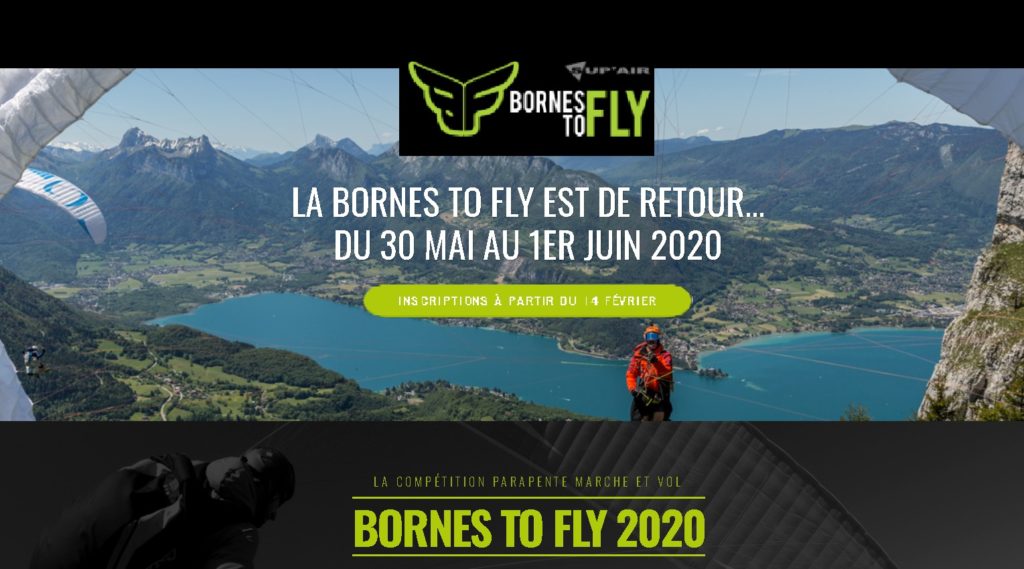 SUP'AIR
BORNES
TO FLY
LA BORNES TO FLY EST DE RETOUR...
DU 30 MAI AU 1ER JUIN 2020
INSCRIPTIONS À PARTIR DU 14 FÉVRIER
LA COMPÉTITION PARAPENTE MARCHE ET VOL
BORNES TO FLY 2020